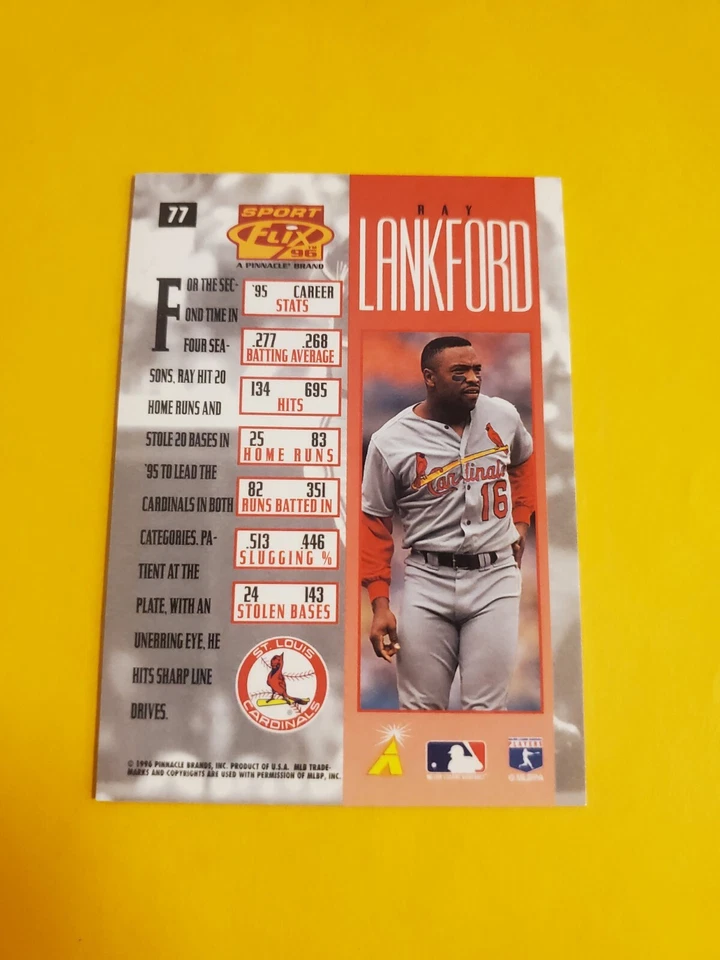 77
SPORT
FLIX™
96
A PINNACLE® BRAND
RAY
LANKFORD
FOR THE SEC-
OND TIME IN
FOUR SEA-
SONS, RAY HIT 20
HOME RUNS AND
STOLE 20 BASES IN
'95 TO LEAD THE
CARDINALS IN BOTH
CATEGORIES. PA-
TIENT AT THE
PLATE, WITH AN
UNERRING EYE, HE
HITS SHARP LINE
DRIVES.
'95 CAREER
STATS
.277 .268
BATTING AVERAGE
134 695
HITS
25 83
HOME RUNS
82 351
RUNS BATTED IN
.513 .446
SLUGGING %
24 143
STOLEN BASES
ST. LOUIS
CARDINALS
Cardinals
16
© 1996 PINNACLE BRANDS, INC. PRODUCT OF U.S.A. MLB TRADE-
MARKS AND COPYRIGHTS ARE USED WITH PERMISSION OF MLBP, INC.
PLAYERS